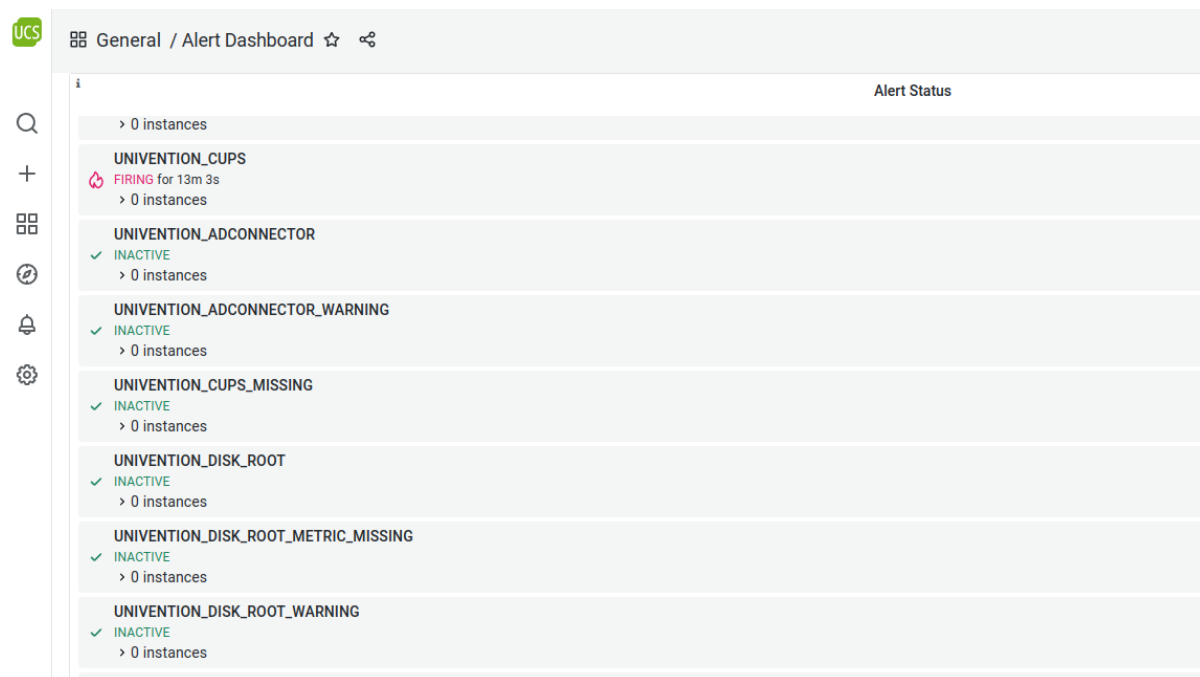 UCS
General / Alert Dashboard
i
Alert Status
> 0 instances
UNIVENTION_CUPS
FIRING for 13m 3s
> 0 instances
UNIVENTION_ADCONNECTOR
INACTIVE
> 0 instances
UNIVENTION_ADCONNECTOR_WARNING
INACTIVE
> 0 instances
UNIVENTION_CUPS_MISSING
INACTIVE
> 0 instances
UNIVENTION_DISK_ROOT
INACTIVE
> 0 instances
UNIVENTION_DISK_ROOT_METRIC_MISSING
INACTIVE
> 0 instances
UNIVENTION_DISK_ROOT_WARNING
INACTIVE
> 0 instances